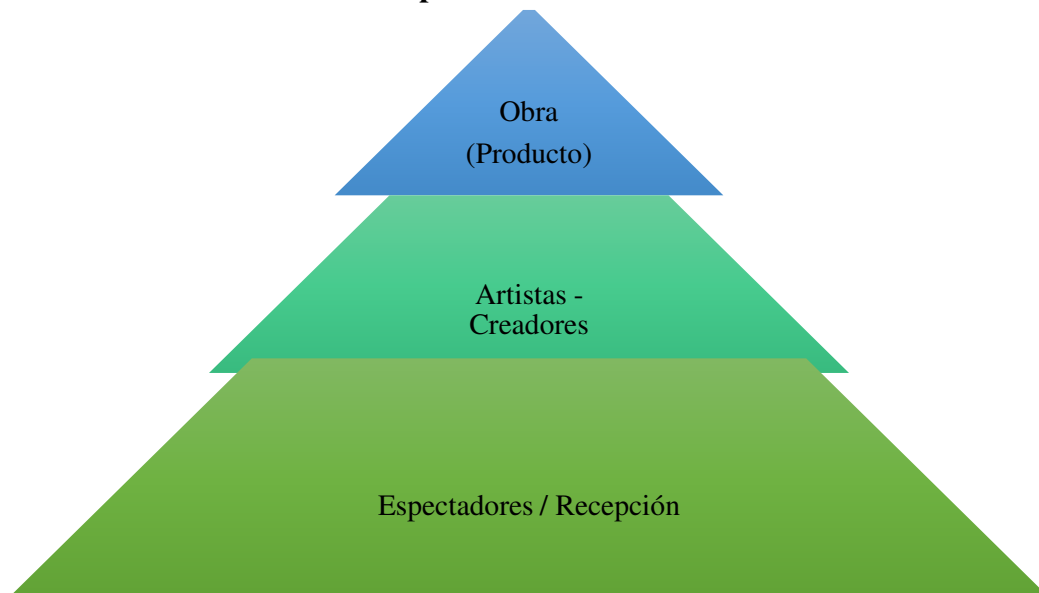 Obra
(Producto)
Artistas -
Creadores
Espectadores / Recepción